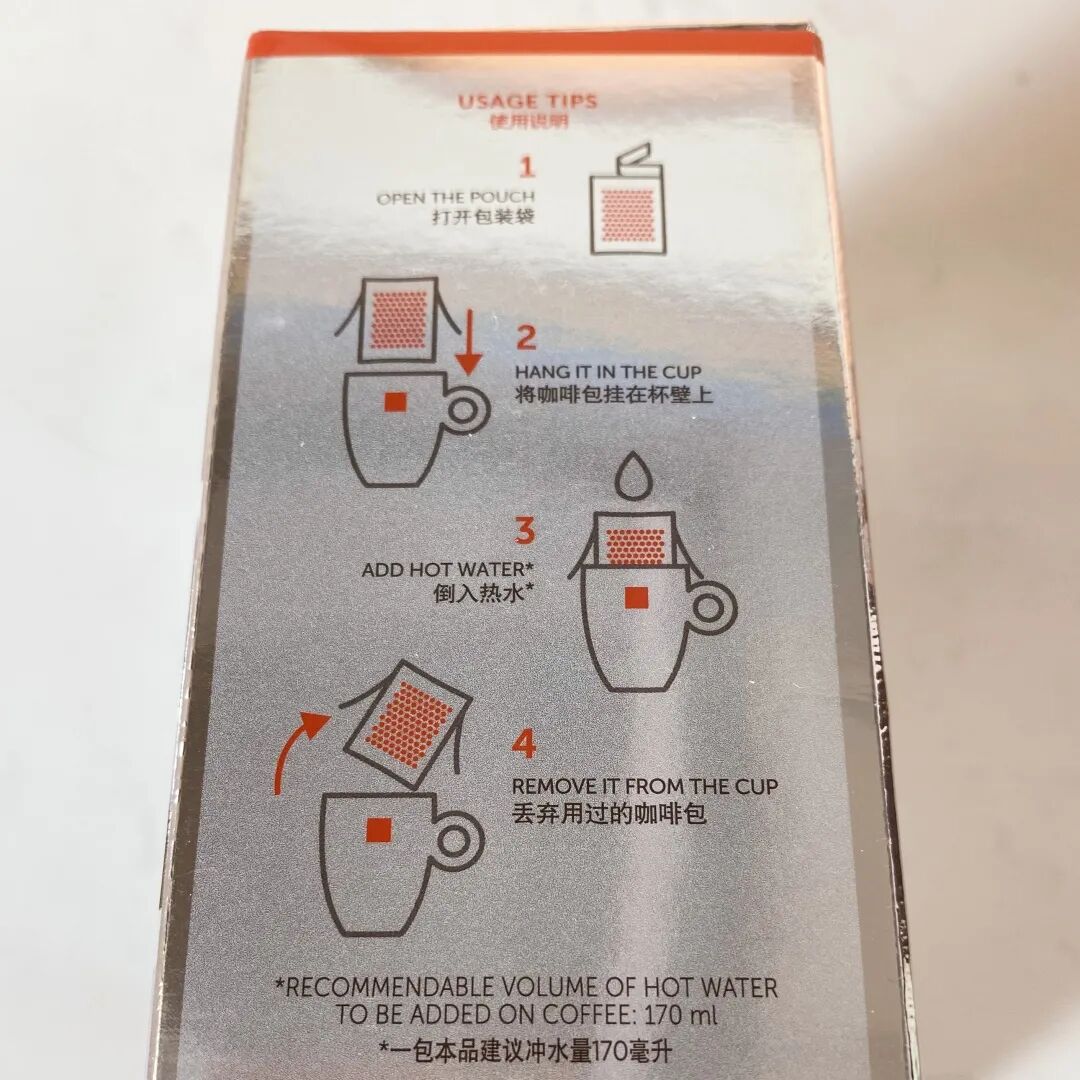 USAGE TIPS
使用说明
1
OPEN THE POUCH
打开包装袋
2
HANG IT IN THE CUP
将咖啡包挂在杯壁上
3
ADD HOT WATER*
倒入热水*
4
REMOVE IT FROM THE CUP
丢弃用过的咖啡包
*RECOMMENDABLE VOLUME OF HOT WATER
TO BE ADDED ON COFFEE: 170 ml
*一包本品建议冲水量170毫升